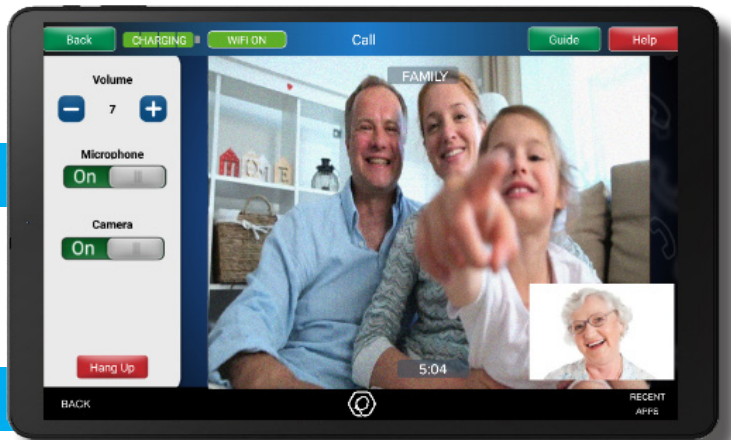 Back
CHARGING
WIFI ON
Call
Guide
Help
Volume
7
Microphone
On
Camera
On
Hang Up
FAMILY
HOME
5:04
BACK
RECENT
APPS